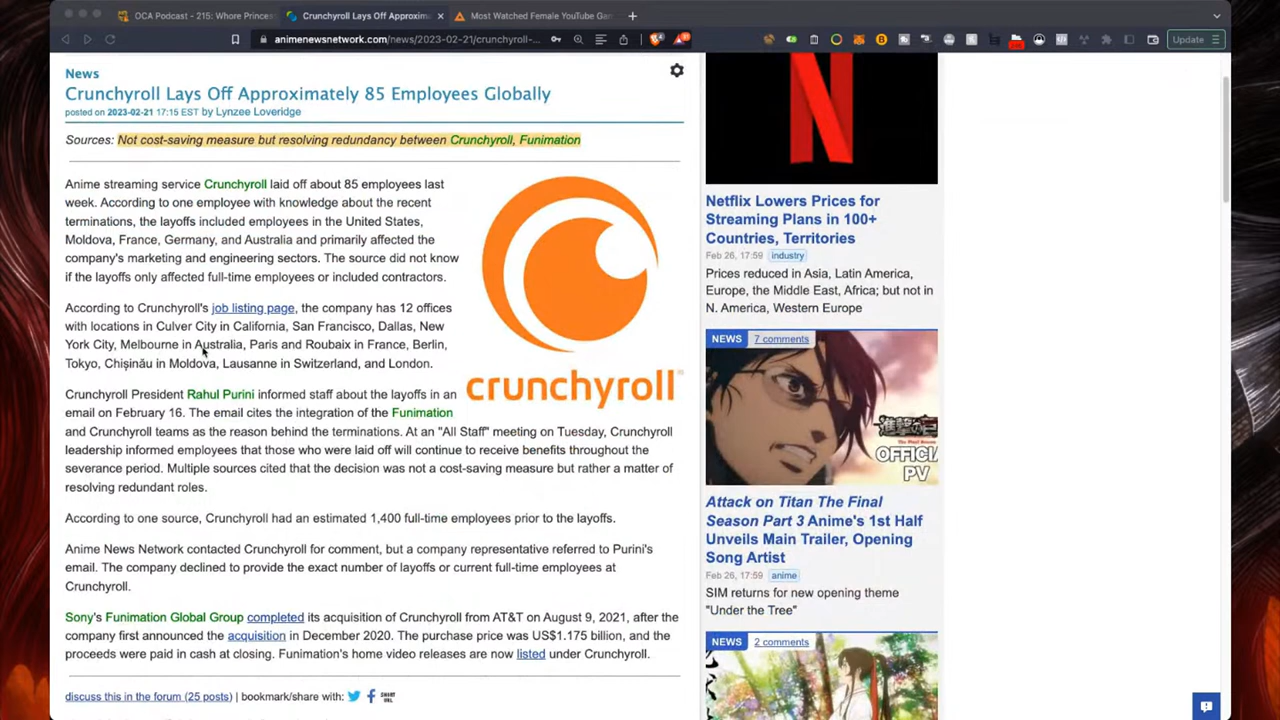 OCA Podcast - 215: Whore Princes
Crunchyroll Lays Off Approxima
Most Watched Female YouTube Gam
animenewsnetwork.com/news/2023-02-21/crunchyroll-...
Update
News
Crunchyroll Lays Off Approximately 85 Employees Globally
posted on 2023-02-21 17:15 EST by Lynzee Loveridge
Sources: Not cost-saving measure but resolving redundancy between Crunchyroll, Funimation
Anime streaming service Crunchyroll laid off about 85 employees last
week. According to one employee with knowledge about the recent
terminations, the layoffs included employees in the United States,
Moldova, France, Germany, and Australia and primarily affected the
company's marketing and engineering sectors. The source did not know
if the layoffs only affected full-time employees or included contractors.
According to Crunchyroll's job listing page, the company has 12 offices
with locations in Culver City in California, San Francisco, Dallas, New
York City, Melbourne in Australia, Paris and Roubaix in France, Berlin,
Tokyo, Chișinău in Moldova, Lausanne in Switzerland, and London.
crunchyroll
Crunchyroll President Rahul Purini informed staff about the layoffs in an
email on February 16. The email cites the integration of the Funimation
and Crunchyroll teams as the reason behind the terminations. At an "All Staff" meeting on Tuesday, Crunchyroll
leadership informed employees that those who were laid off will continue to receive benefits throughout the
severance period. Multiple sources cited that the decision was not a cost-saving measure but rather a matter of
resolving redundant roles.
According to one source, Crunchyroll had an estimated 1,400 full-time employees prior to the layoffs.
Anime News Network contacted Crunchyroll for comment, but a company representative referred to Purini's
email. The company declined to provide the exact number of layoffs or current full-time employees at
Crunchyroll.
Sony's Funimation Global Group completed its acquisition of Crunchyroll from AT&T on August 9, 2021, after the
company first announced the acquisition in December 2020. The purchase price was US$1.175 billion, and the
proceeds were paid in cash at closing. Funimation's home video releases are now listed under Crunchyroll.
discuss this in the forum (25 posts) | bookmark/share with: SHORT URL
Netflix Lowers Prices for
Streaming Plans in 100+
Countries, Territories
Feb 26, 17:59 industry
Prices reduced in Asia, Latin America,
Europe, the Middle East, Africa; but not in
N. America, Western Europe
NEWS 7 comments
進撃の巨人
The Final Season
OFFICIAL
PV
Attack on Titan The Final
Season Part 3 Anime's 1st Half
Unveils Main Trailer, Opening
Song Artist
Feb 26, 17:59 anime
SIM returns for new opening theme
"Under the Tree"
NEWS 2 comments